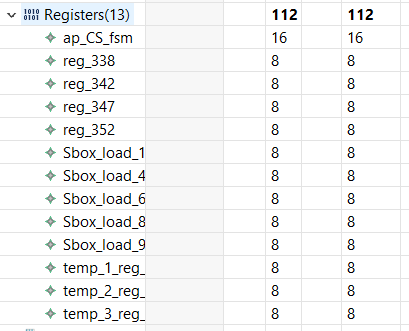 Registers(13) 112 112
ap_CS_fsm 16 16
reg_338 8 8
reg_342 8 8
reg_347 8 8
reg_352 8 8
Sbox_load_1 8 8
Sbox_load_4 8 8
Sbox_load_6 8 8
Sbox_load_8 8 8
Sbox_load_9 8 8
temp_1_reg_ 8 8
temp_2_reg_ 8 8
temp_3_reg_ 8 8